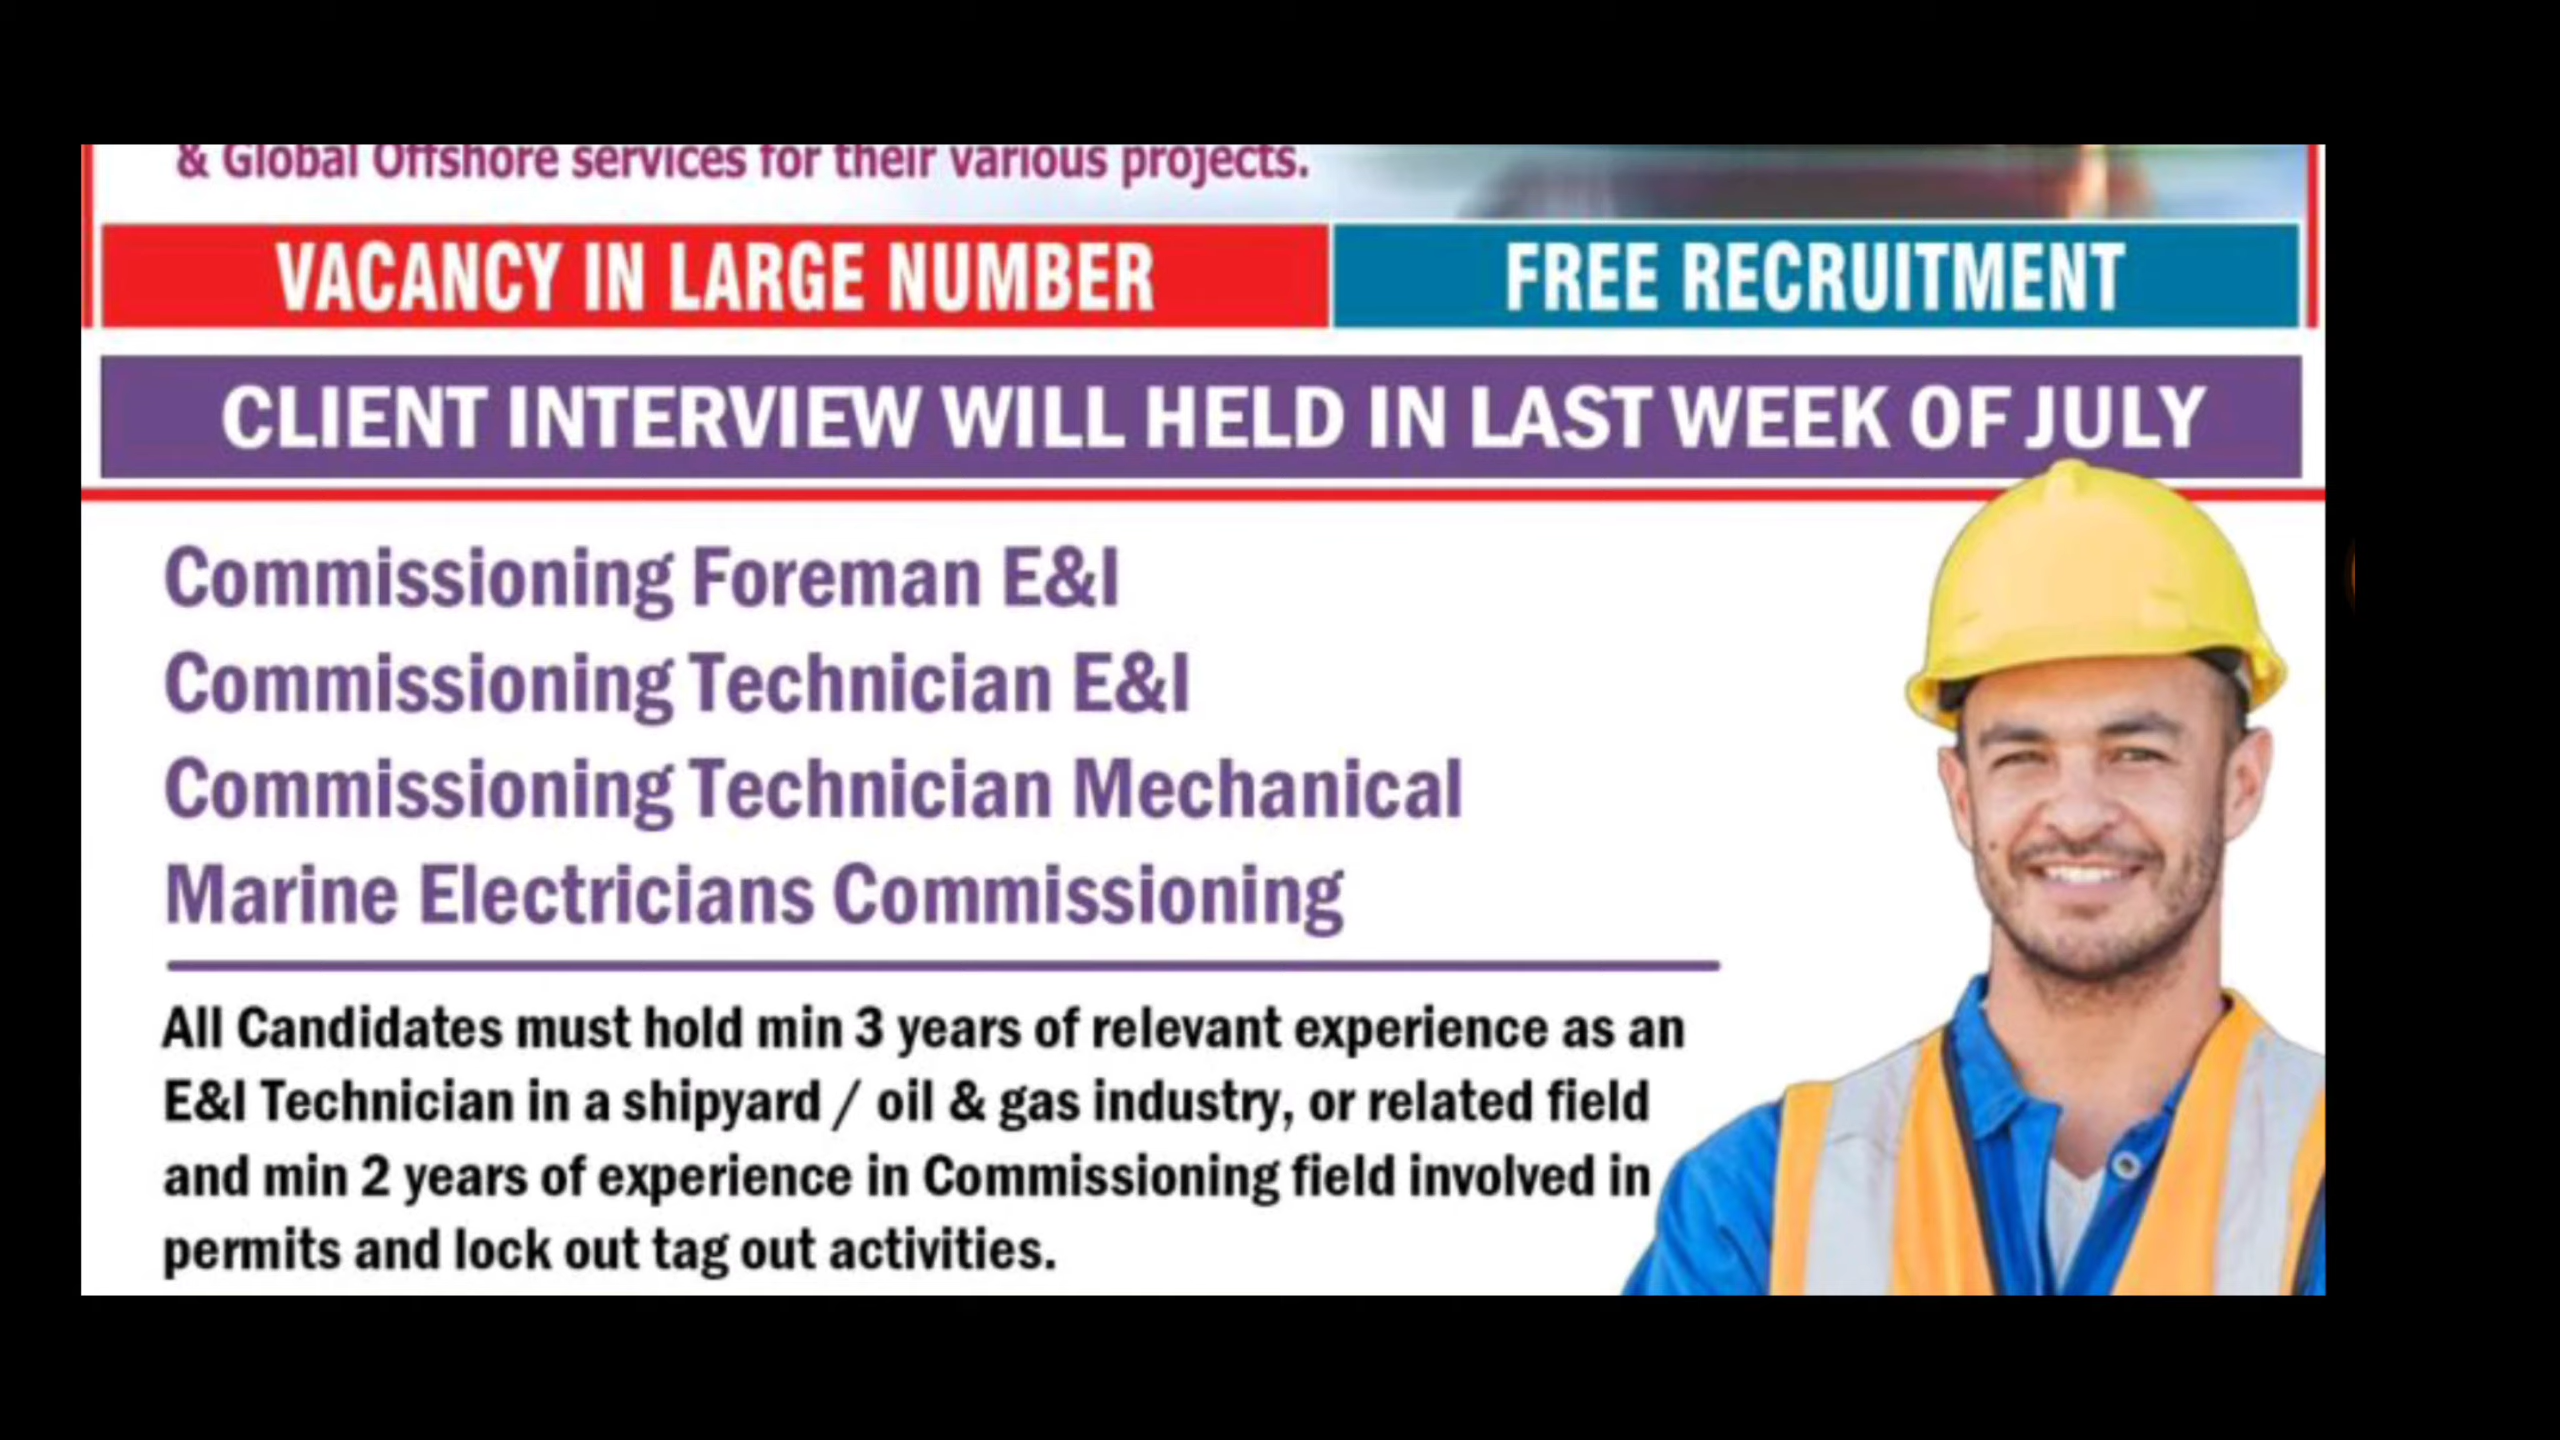 & Global Offshore services for their various projects.
VACANCY IN LARGE NUMBER
FREE RECRUITMENT
CLIENT INTERVIEW WILL HELD IN LAST WEEK OF JULY
Commissioning Foreman E&I
Commissioning Technician E&I
Commissioning Technician Mechanical
Marine Electricians Commissioning
All Candidates must hold min 3 years of relevant experience as an
E&I Technician in a shipyard / oil & gas industry, or related field
and min 2 years of experience in Commissioning field involved in
permits and lock out tag out activities.